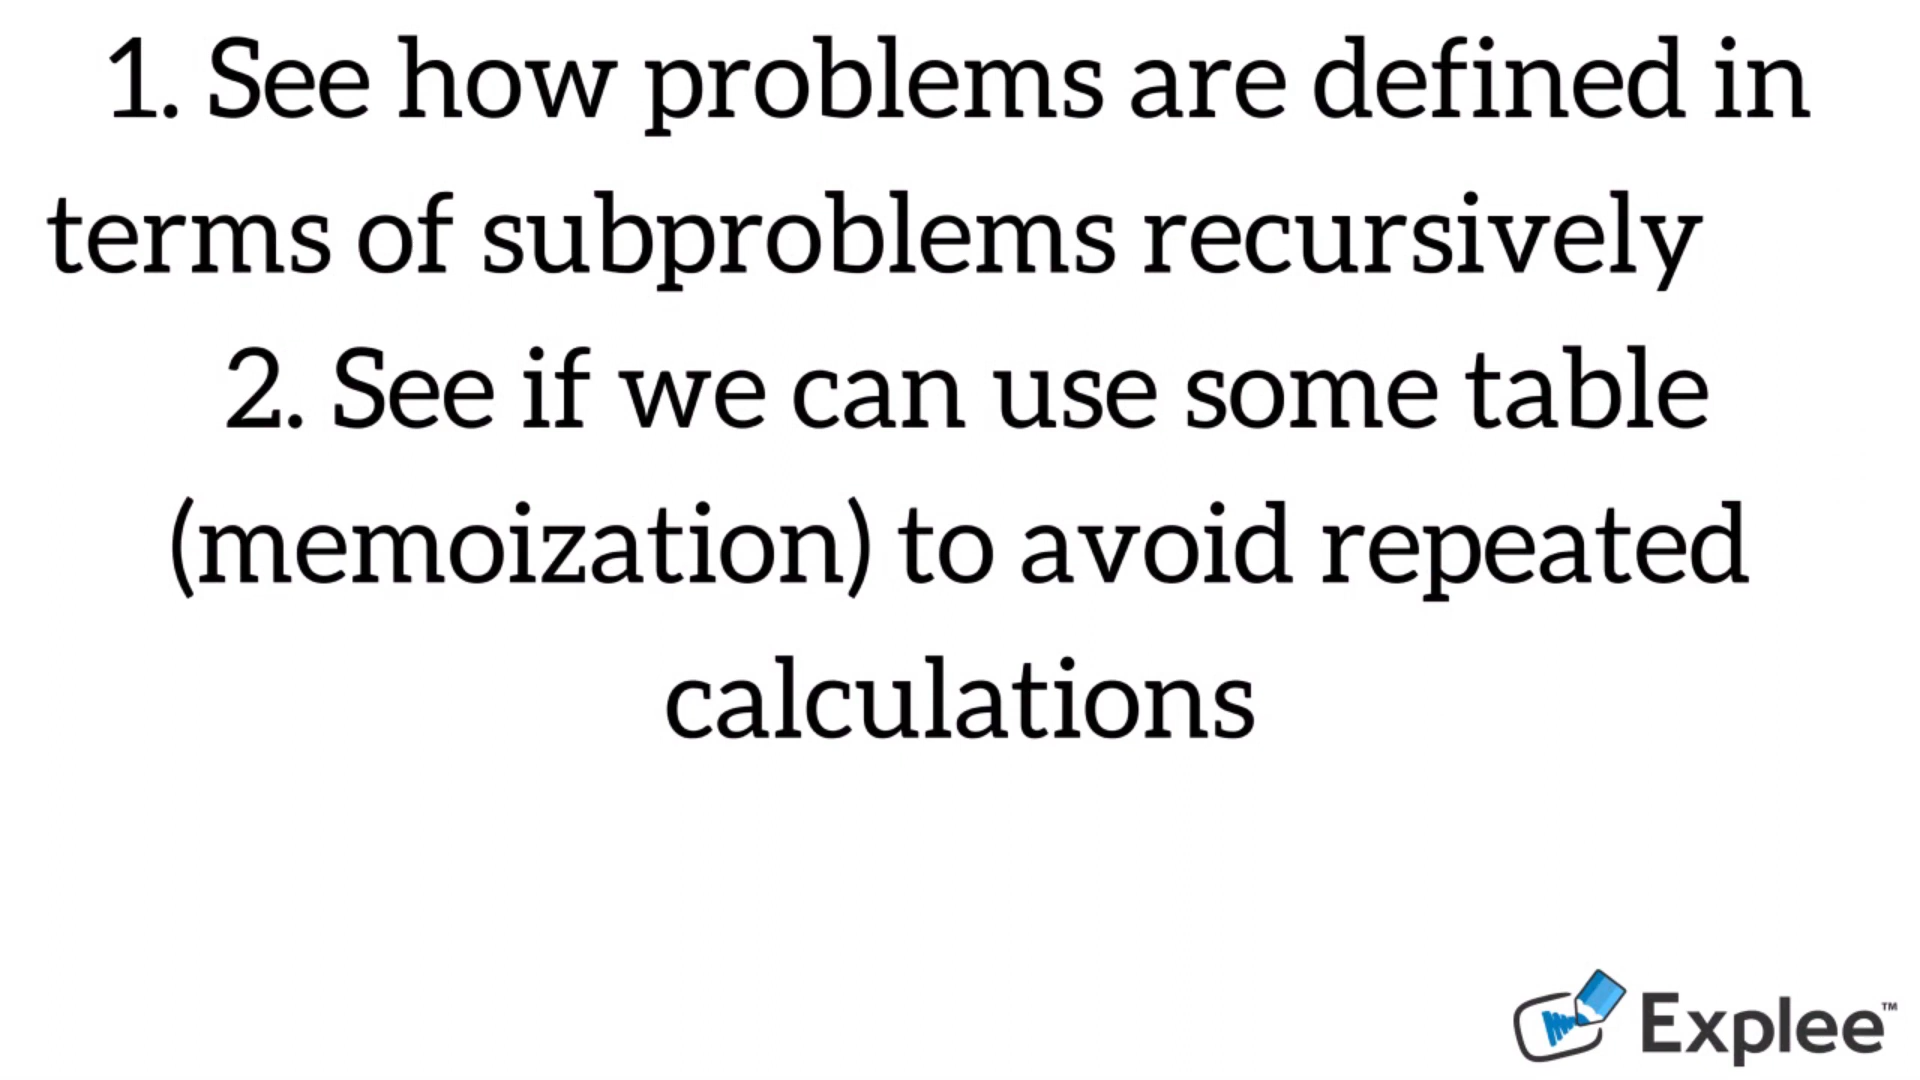 1. See how problems are defined in
terms of subproblems recursively
2. See if we can use some table
(memoization) to avoid repeated
calculations
Explee™